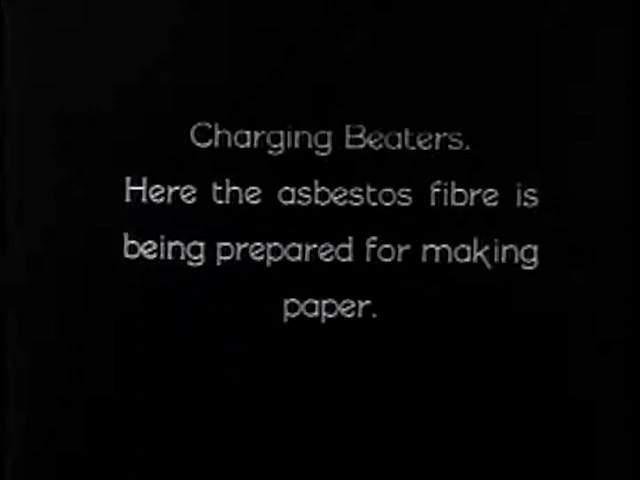 Charging Beaters.
Here the asbestos fibre is
being prepared for making
paper.